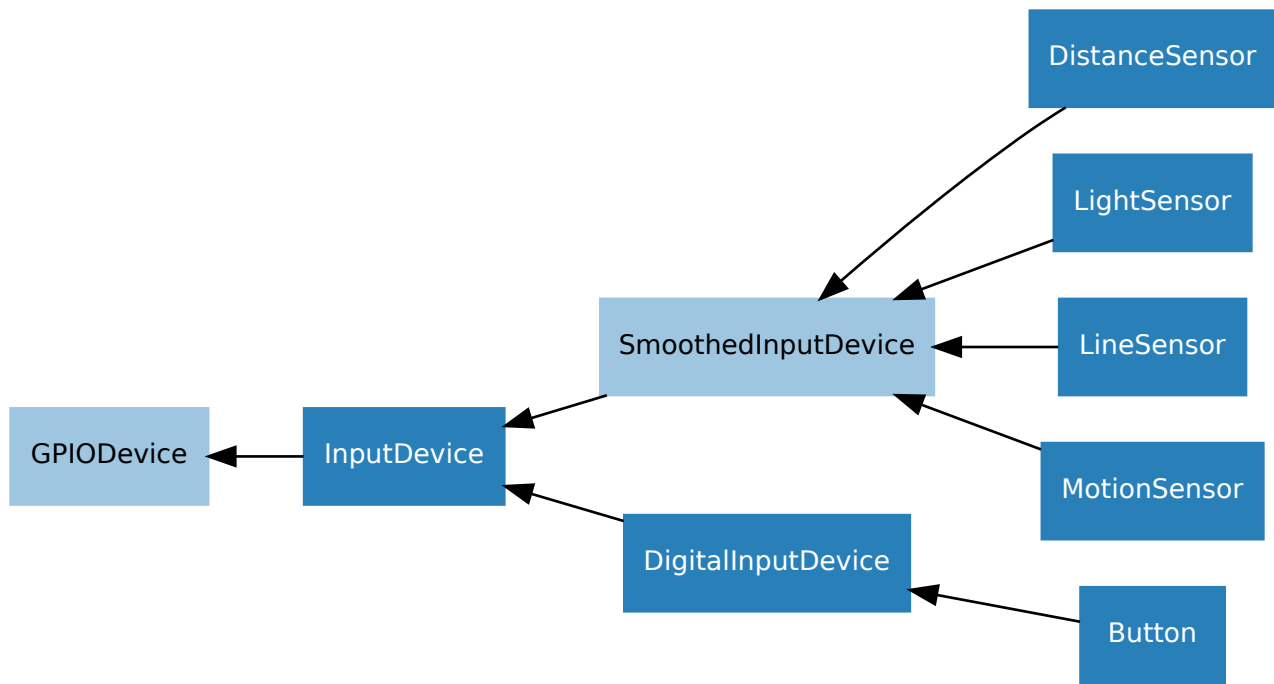 DistanceSensor
LightSensor
SmoothedInputDevice
LineSensor
GPIODevice
InputDevice
MotionSensor
DigitalInputDevice
Button